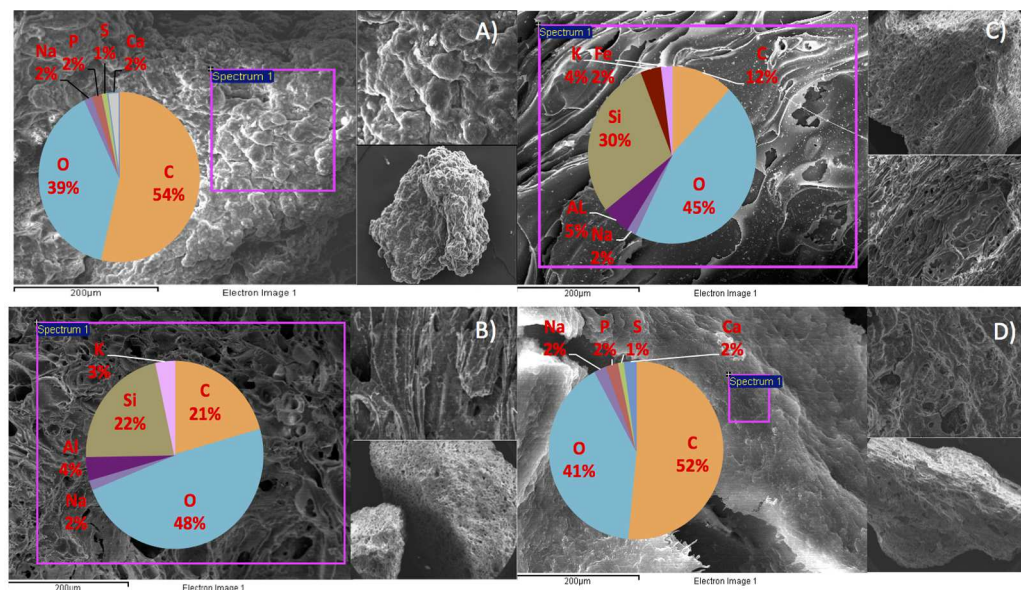 A)
Na
2%
P
2%
S
1%
Ca
2%
Spectrum 1
O
39%
C
54%
200µm
Electron Image 1
C)
Spectrum 1
K
4%
Fe
2%
C
12%
Si
30%
O
45%
AL
5%
Na
2%
200µm
Electron Image 1
B)
Spectrum 1
K
3%
Si
22%
C
21%
Al
4%
Na
2%
O
48%
200µm
Electron Image 1
D)
Na
2%
P
2%
S
1%
Ca
2%
Spectrum 1
O
41%
C
52%
200µm
Electron Image 1